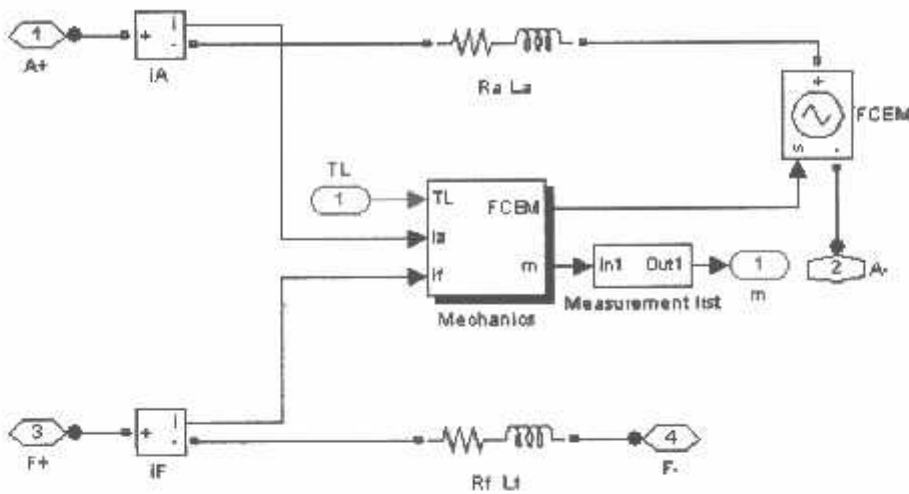 1
A+
+
i
-
iA
Ra La
+
s
-
FCEM
TL
1
TL
Ia
If
FCEM
m
Mechanics
In1
Out1
Measurement list
1
m
2
A-
3
F+
+
i
-
iF
Rf Lf
4
F-